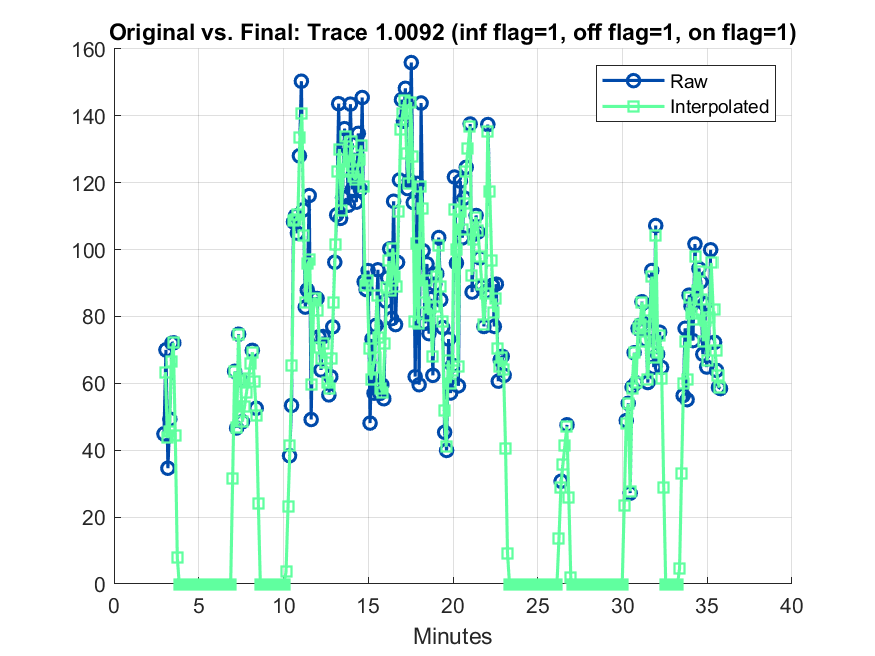 Original vs. Final: Trace 1.0092 (inf flag=1, off flag=1, on flag=1)
160
140
120
100
80
60
40
20
0
Raw
Interpolated
0 5 10 15 20 25 30 35 40
Minutes